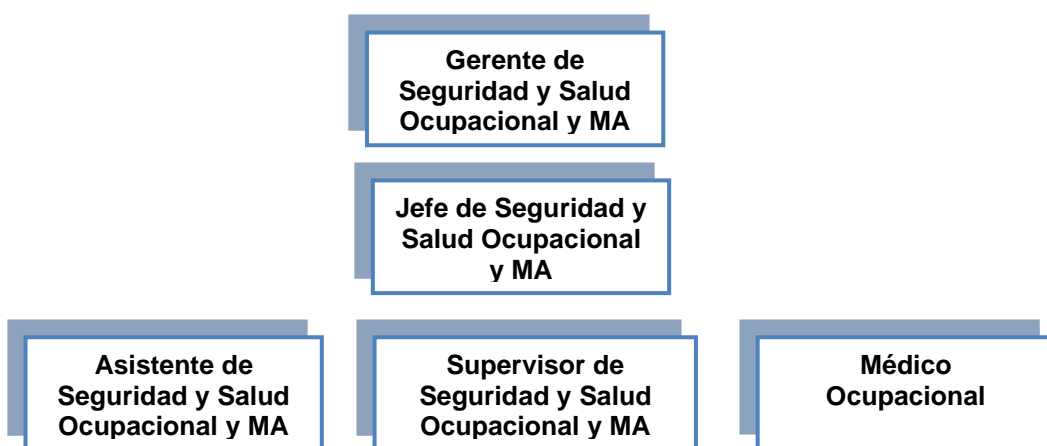 Gerente de
Seguridad y Salud
Ocupacional y MA
Jefe de Seguridad y
Salud Ocupacional
y MA
Asistente de
Seguridad y Salud
Ocupacional y MA
Supervisor de
Seguridad y Salud
Ocupacional y MA
Médico
Ocupacional